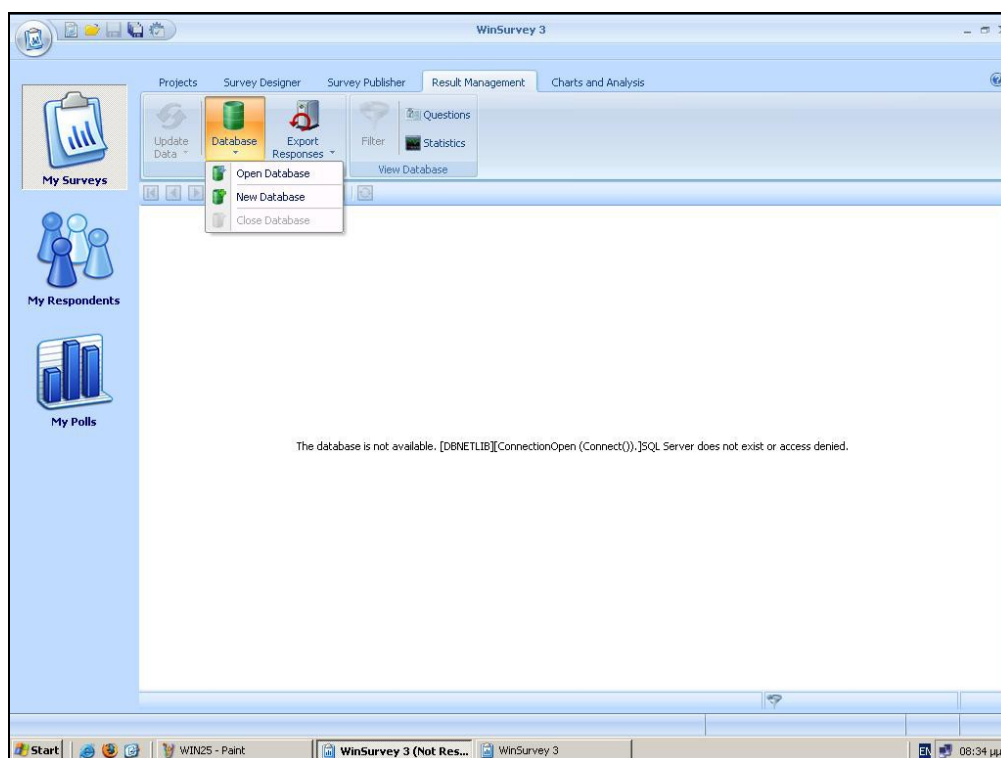 WinSurvey 3
Projects Survey Designer Survey Publisher Result Management Charts and Analysis
Update Data
Database
Export Responses
Filter
Questions
Statistics
View Database
Open Database
New Database
Close Database
My Surveys
My Respondents
My Polls
The database is not available. [DBNETLIB][ConnectionOpen (Connect()).]SQL Server does not exist or access denied.
Start WIN25 - Paint WinSurvey 3 (Not Res... WinSurvey 3 EN 08:34 μμ